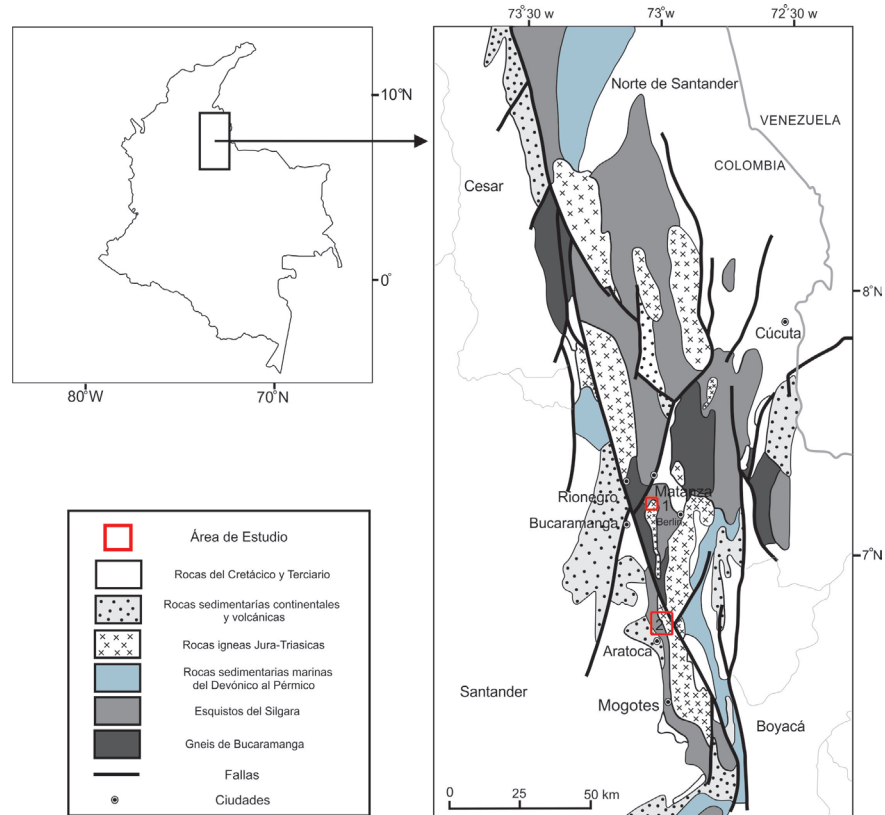 10°N
0°
80°W
70°N
Área de Estudio
Rocas del Cretácico y Terciario
Rocas sedimentarías continentales
y volcánicas
Rocas igneas Jura-Triasicas
Rocas sedimentarias marinas
del Devónico al Pérmico
Esquistos del Silgara
Gneis de Bucaramanga
Fallas
Ciudades
73°30 W
73°W
72°30 W
Norte de Santander
VENEZUELA
COLOMBIA
Cesar
8°N
Cúcuta
Rionegro
Matanza
1
Bucaramanga
Berlín
7°N
2
Aratoca
Santander
Mogotes
Boyacá
0
25
50 km